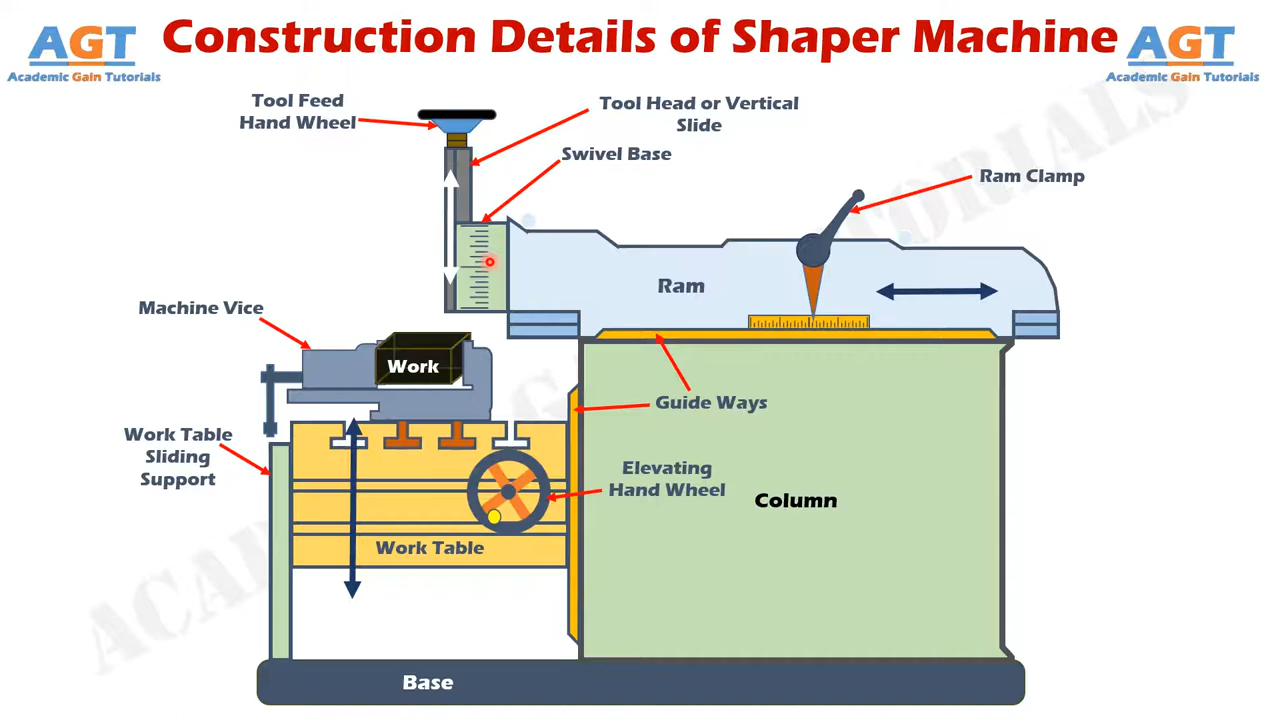 Construction Details of Shaper Machine
AGT
Academic Gain Tutorials
AGT
Academic Gain Tutorials
Tool Feed
Hand Wheel
Tool Head or Vertical
Slide
Swivel Base
Ram Clamp
Ram
Machine Vice
Work
Guide Ways
Work Table
Sliding
Support
Elevating
Hand Wheel
Column
Work Table
Base